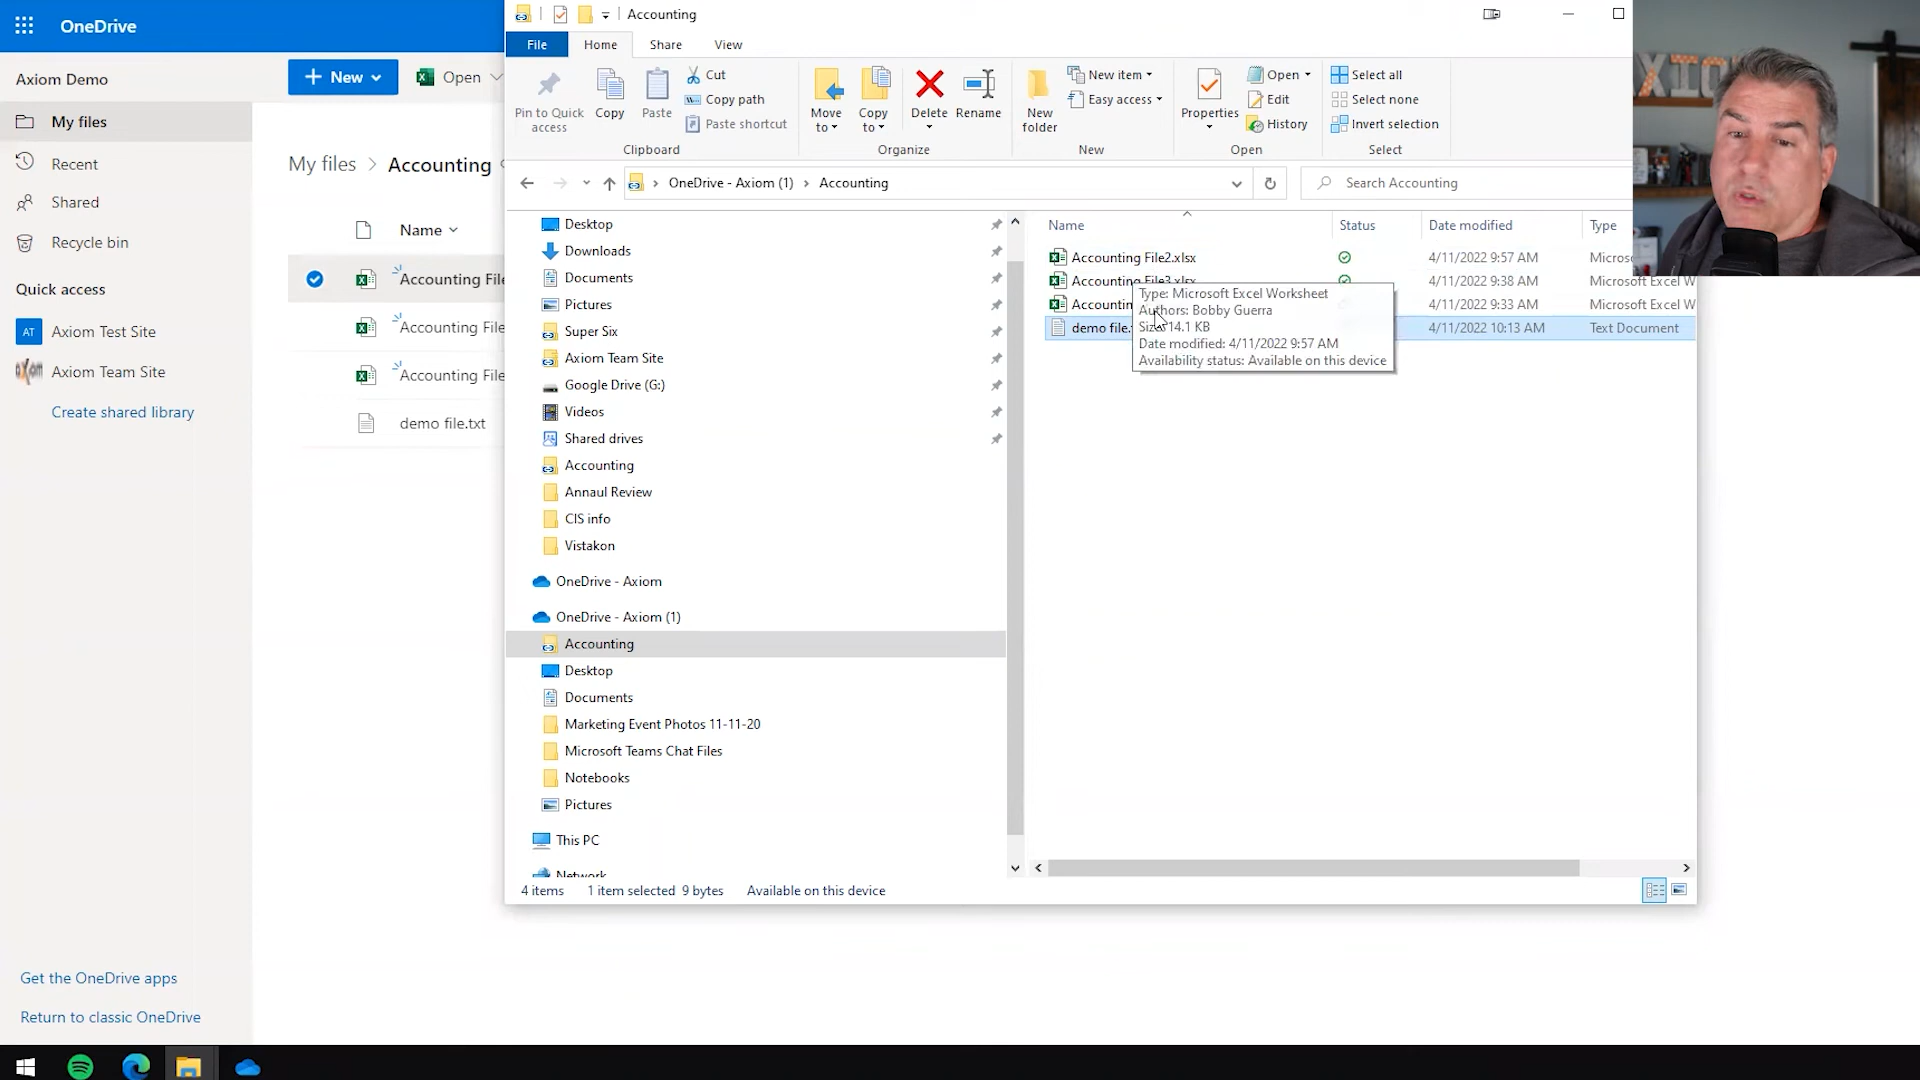 OneDrive
Axiom Demo
My files
Recent
Shared
Recycle bin
Quick access
AT Axiom Test Site
Axiom Team Site
Create shared library
Get the OneDrive apps
Return to classic OneDrive
New
Open
My files > Accounting
Name
Accounting File
Accounting File
Accounting File
demo file.txt
Accounting
File Home Share View
Pin to Quick access
Copy
Paste
Cut
Copy path
Paste shortcut
Clipboard
Move to
Copy to
Delete
Rename
Organize
New folder
New item
Easy access
New
Properties
Open
Edit
History
Open
Select all
Select none
Invert selection
Select
OneDrive - Axiom (1) > Accounting
Search Accounting
Desktop
Downloads
Documents
Pictures
Super Six
Axiom Team Site
Google Drive (G:)
Videos
Shared drives
Accounting
Annaul Review
CIS info
Vistakon
OneDrive - Axiom
OneDrive - Axiom (1)
Accounting
Desktop
Documents
Marketing Event Photos 11-11-20
Microsoft Teams Chat Files
Notebooks
Pictures
This PC
Network
Name Status Date modified Type
Accounting File2.xlsx 4/11/2022 9:57 AM
Accounting File3.xlsx 4/11/2022 9:38 AM Microsoft Excel W
4/11/2022 9:33 AM Microsoft Excel W
demo file. 4/11/2022 10:13 AM Text Document
Type: Microsoft Excel Worksheet
Authors: Bobby Guerra
Size: 14.1 KB
Date modified: 4/11/2022 9:57 AM
Availability status: Available on this device
4 items 1 item selected 9 bytes Available on this device